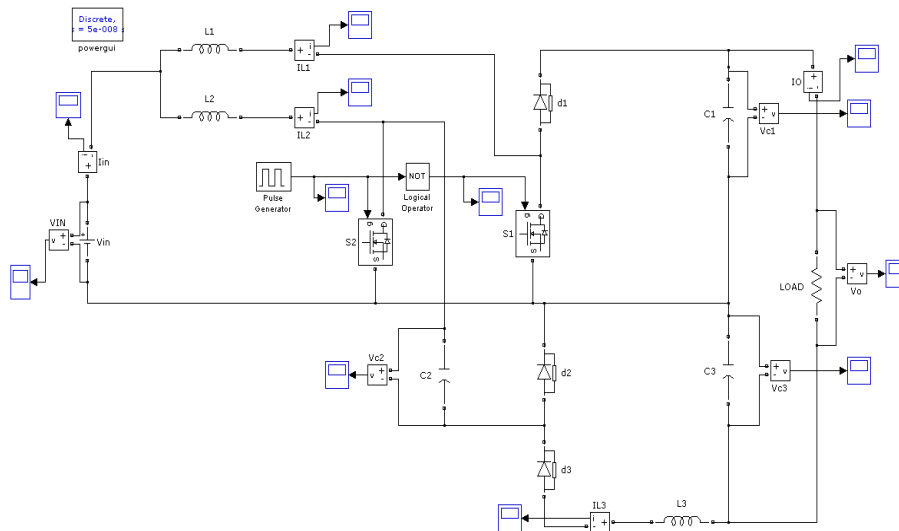 Discrete,
= 5e-008
powergui
L1
IL1
L2
IL2
Iin
VIN
Vin
Pulse
Generator
NOT
Logical
Operator
g
D
S
S2
g
D
S
S1
d1
C1
Vc1
IO
LOAD
Vo
Vc2
C2
d2
d3
C3
Vc3
IL3
L3